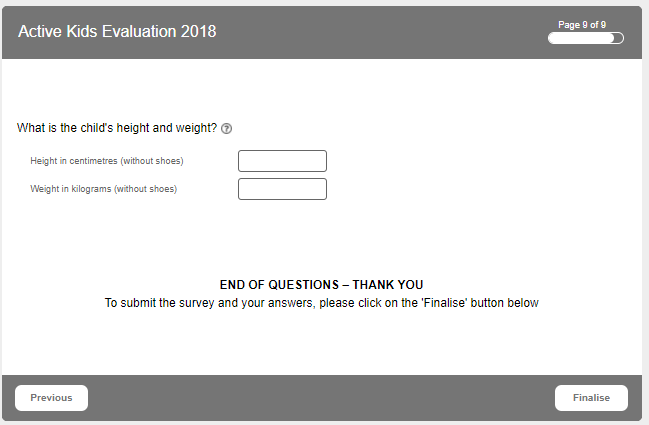 Active Kids Evaluation 2018
Page 9 of 9
What is the child's height and weight? ?
Height in centimetres (without shoes)
Weight in kilograms (without shoes)
END OF QUESTIONS – THANK YOU
To submit the survey and your answers, please click on the 'Finalise' button below
Previous
Finalise